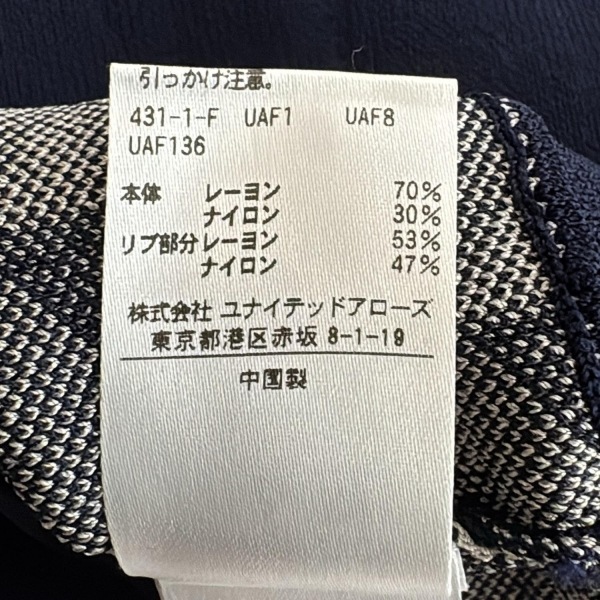 引っかけ注意。
431-1-F UAF1 UAF8
UAF136
本体 レーヨン 70%
ナイロン 30%
リブ部分 レーヨン 53%
ナイロン 47%
株式会社 ユナイテッドアローズ
東京都港区赤坂 8-1-19
中国製